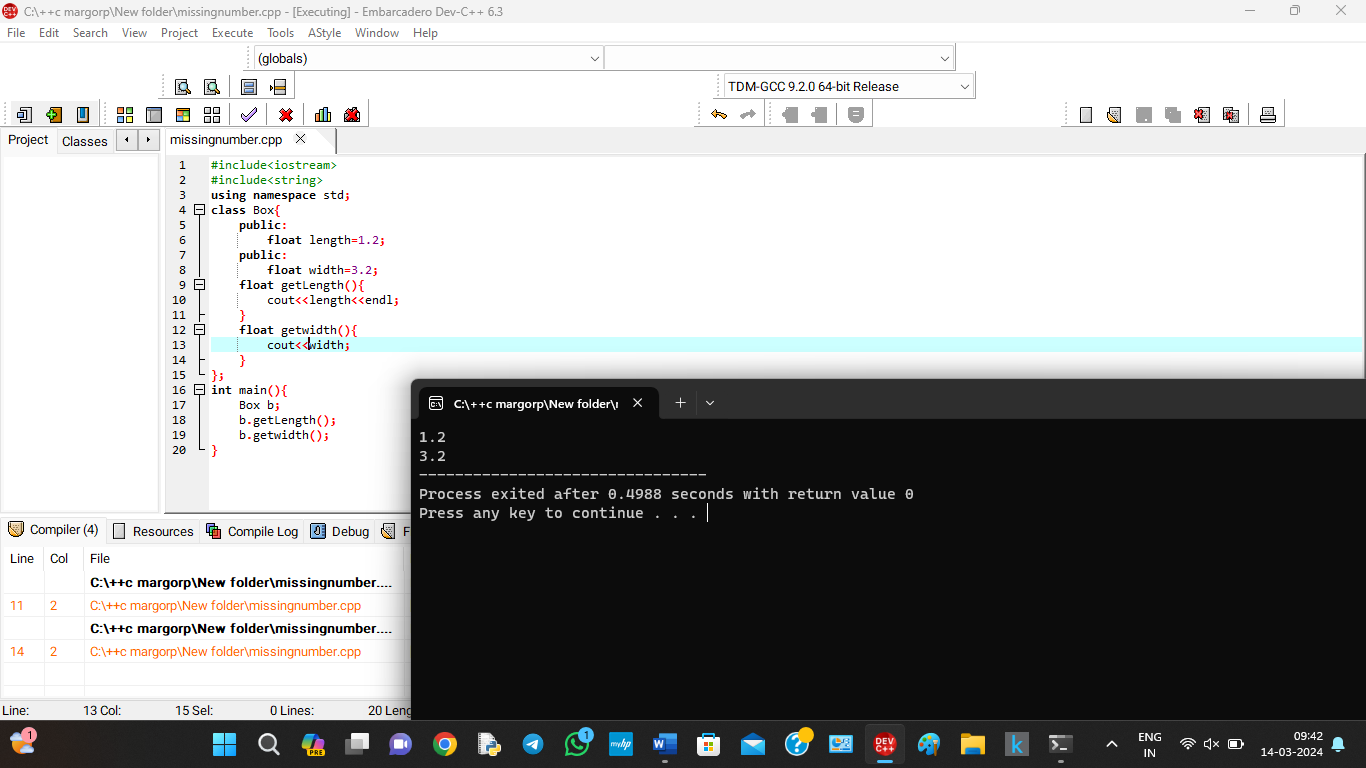 C:\++c margorp\New folder\missingnumber.cpp - [Executing] - Embarcadero Dev-C++ 6.3
File Edit Search View Project Execute Tools AStyle Window Help
(globals)
TDM-GCC 9.2.0 64-bit Release
Project Classes missingnumber.cpp
1 #include<iostream>
2 #include<string>
3 using namespace std;
4 class Box{
5 public:
6 float length=1.2;
7 public:
8 float width=3.2;
9 float getLength(){
10 cout<<length<<endl;
11 }
12 float getwidth(){
13 cout<<width;
14 }
15 };
16 int main(){
17 Box b;
18 b.getLength();
19 b.getwidth();
20 }
C:\++c margorp\New folder\
1.2
3.2
--------------------------------
Process exited after 0.4988 seconds with return value 0
Press any key to continue . . .
Compiler (4) Resources Compile Log Debug F
Line Col File
C:\++c margorp\New folder\missingnumber....
11 2 C:\++c margorp\New folder\missingnumber.cpp
C:\++c margorp\New folder\missingnumber....
14 2 C:\++c margorp\New folder\missingnumber.cpp
Line: 13 Col: 15 Sel: 0 Lines: 20 Leng
1 PRE 1 myhp W DEV C++ k
ENG
IN
09:42
14-03-2024